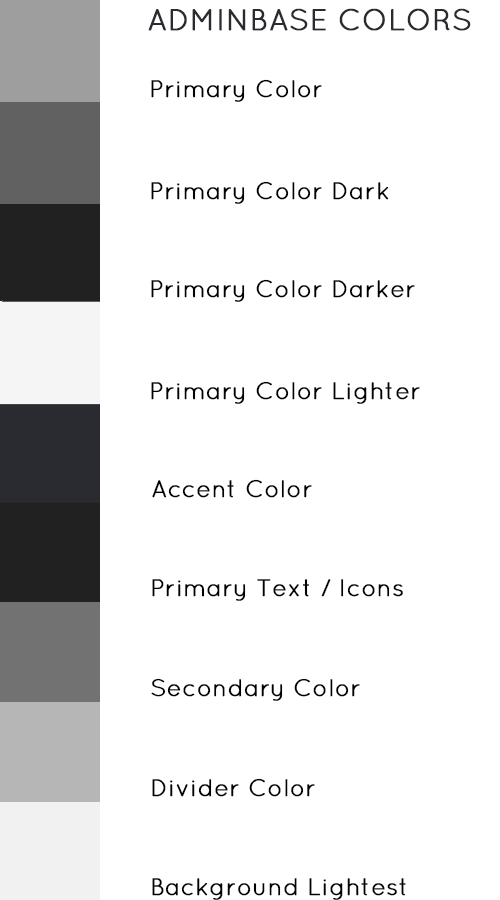 ADMINBASE COLORS
Primary Color
Primary Color Dark
Primary Color Darker
Primary Color Lighter
Accent Color
Primary Text / Icons
Secondary Color
Divider Color
Background Lightest